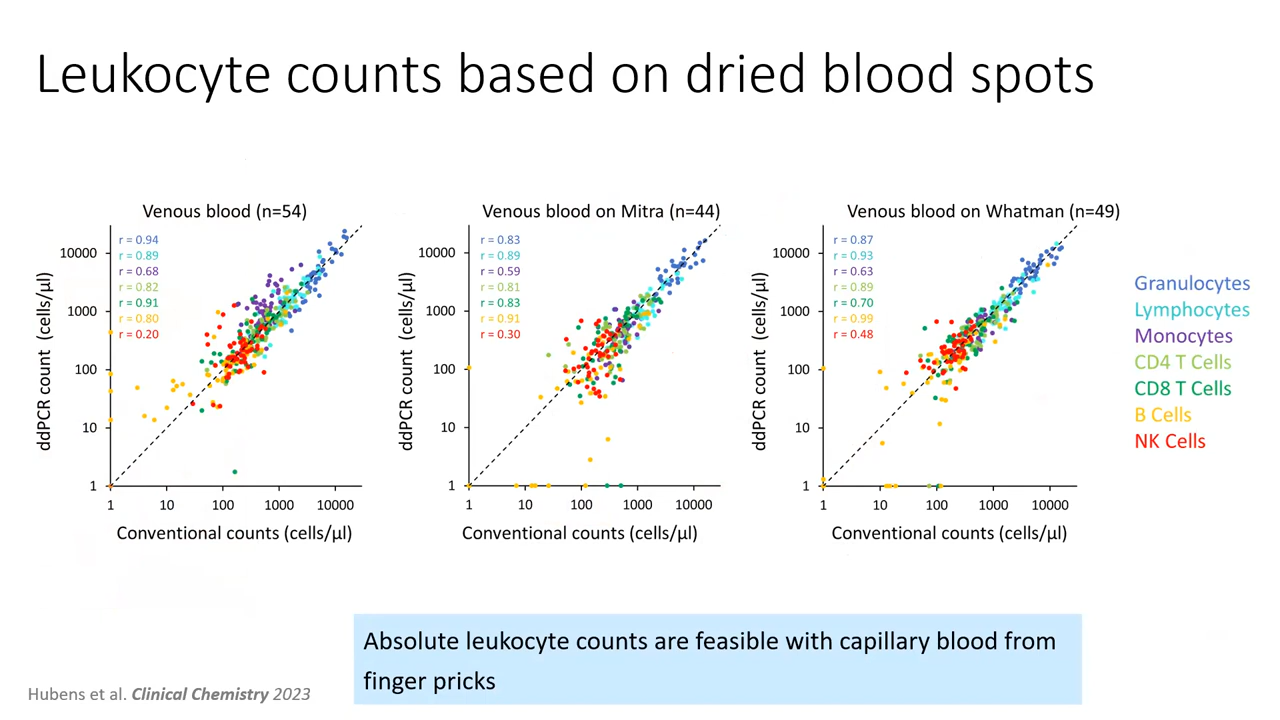 Leukocyte counts based on dried blood spots
Venous blood (n=54)
r = 0.94
r = 0.89
r = 0.68
r = 0.82
r = 0.91
r = 0.80
r = 0.20
10000
1000
100
10
1
ddPCR count (cells/µl)
1 10 100 1000 10000
Conventional counts (cells/µl)
Venous blood on Mitra (n=44)
r = 0.83
r = 0.89
r = 0.59
r = 0.81
r = 0.83
r = 0.91
r = 0.30
10000
1000
100
10
1
ddPCR count (cells/µl)
1 10 100 1000 10000
Conventional counts (cells/µl)
Venous blood on Whatman (n=49)
r = 0.87
r = 0.93
r = 0.63
r = 0.89
r = 0.70
r = 0.99
r = 0.48
10000
1000
100
10
1
ddPCR count (cells/µl)
1 10 100 1000 10000
Conventional counts (cells/µl)
Granulocytes
Lymphocytes
Monocytes
CD4 T Cells
CD8 T Cells
B Cells
NK Cells
Absolute leukocyte counts are feasible with capillary blood from
finger pricks
Hubens et al. Clinical Chemistry 2023